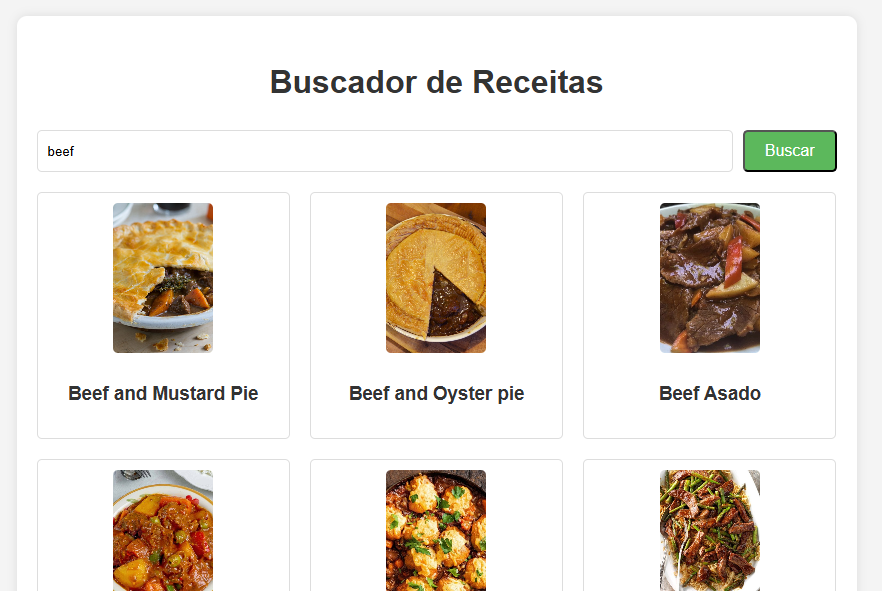 Buscador de Receitas
beef
Buscar
Beef and Mustard Pie
Beef and Oyster pie
Beef Asado